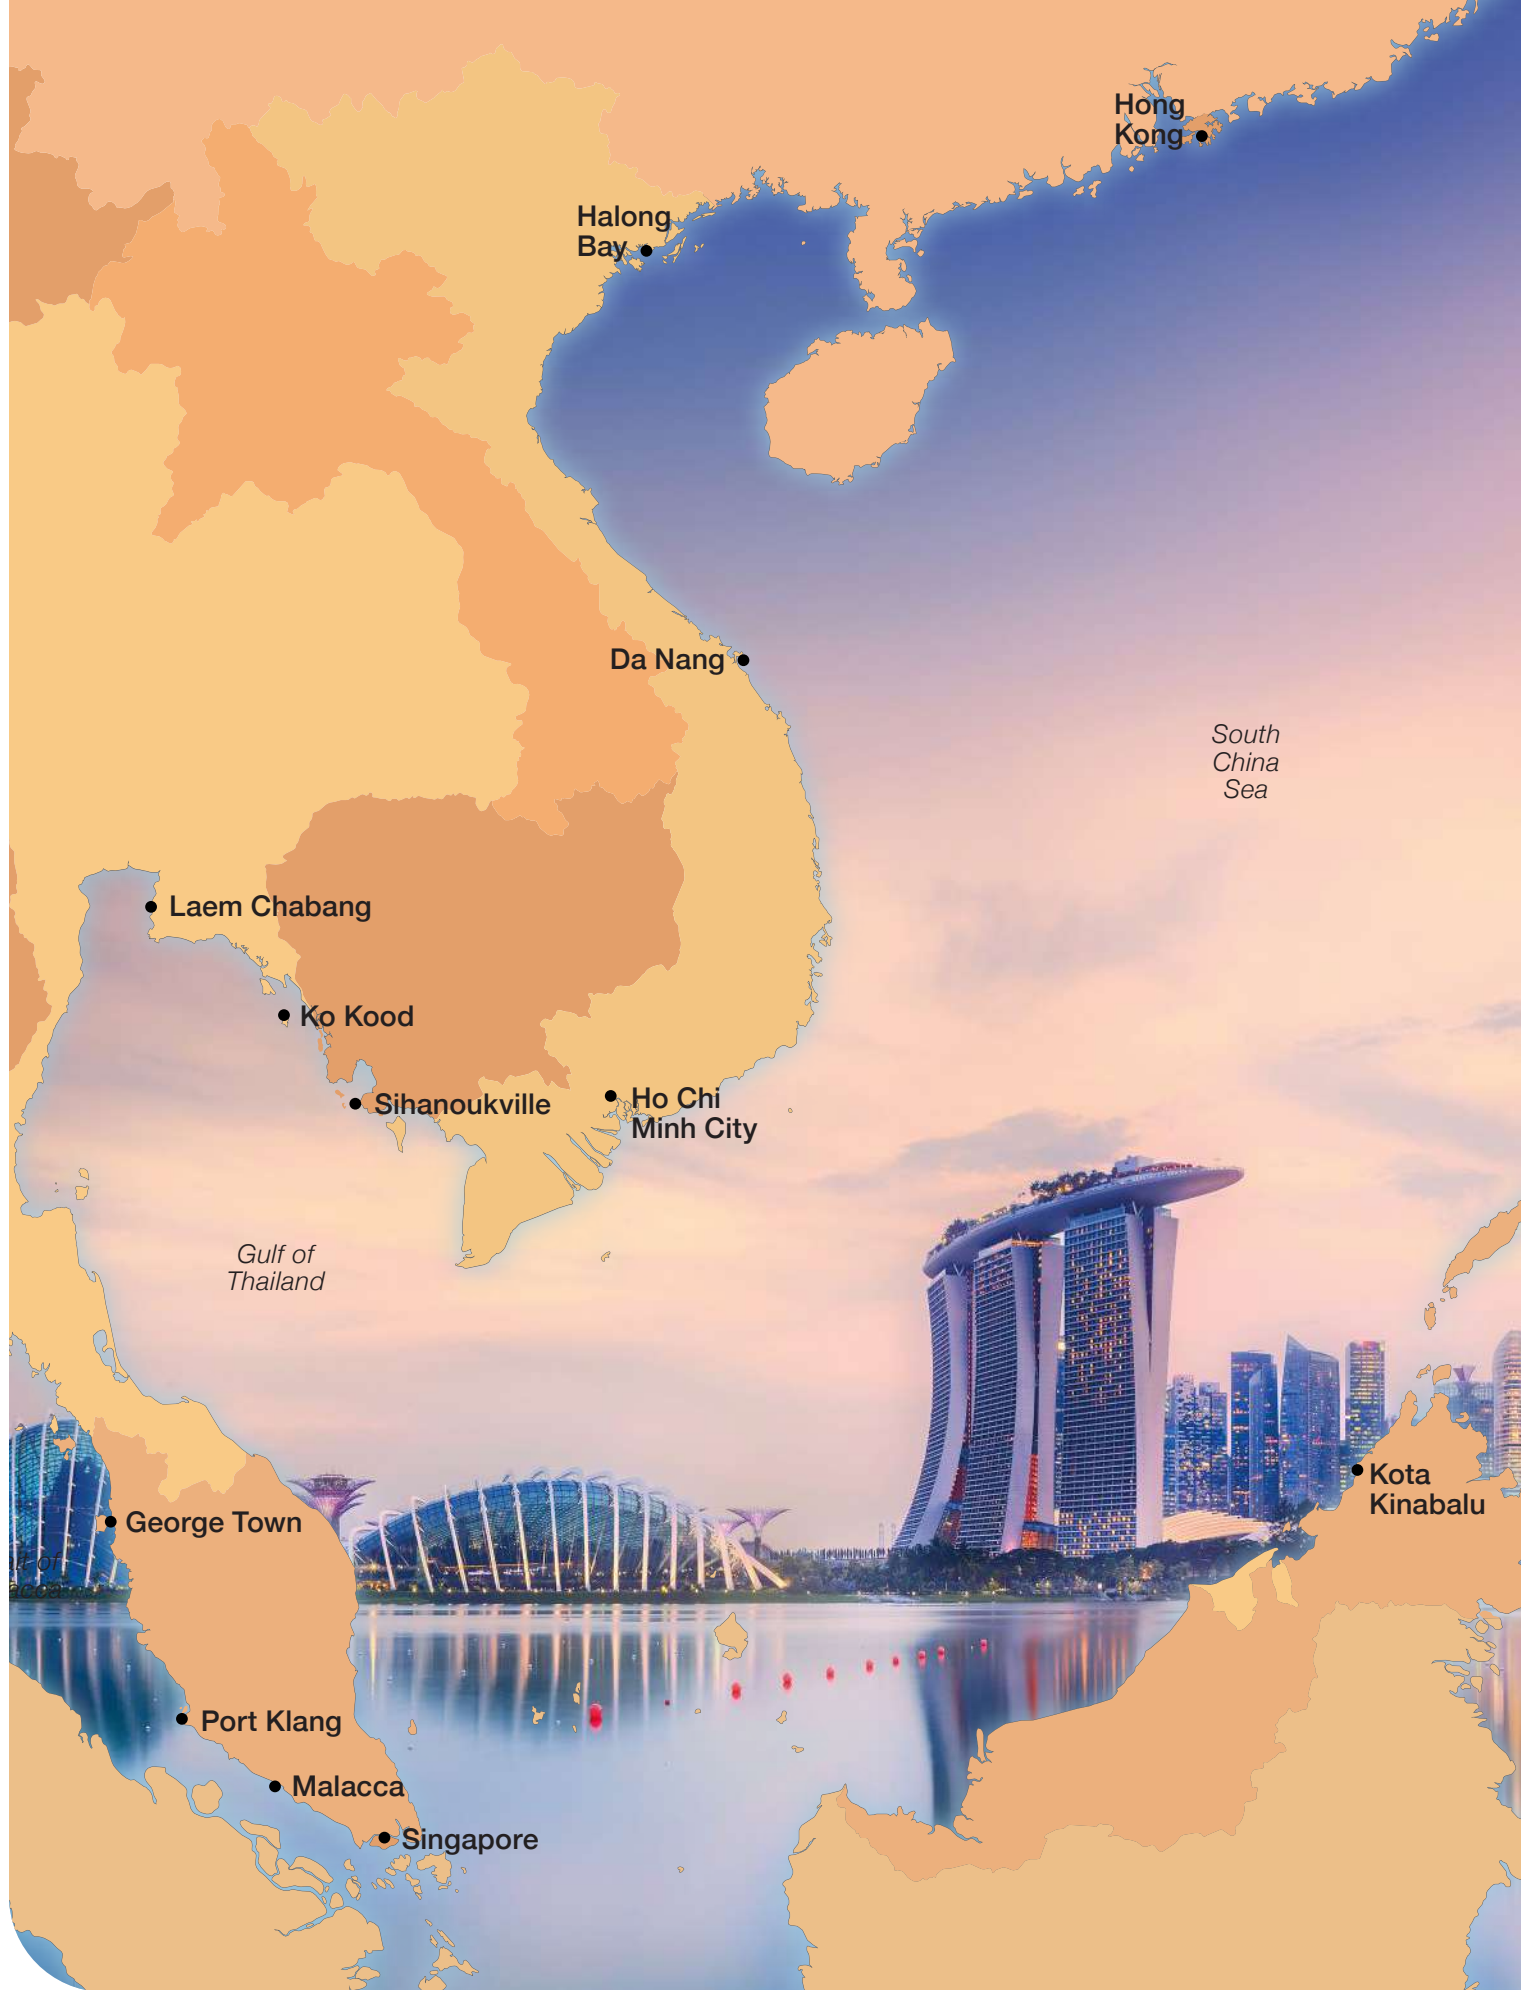 Hong
Kong
Halong
Bay
Da Nang
South
China
Sea
Laem Chabang
Ko Kood
Sihanoukville
Ho Chi
Minh City
Gulf of
Thailand
Kota
Kinabalu
George Town
of
Port Klang
Malacca
Singapore